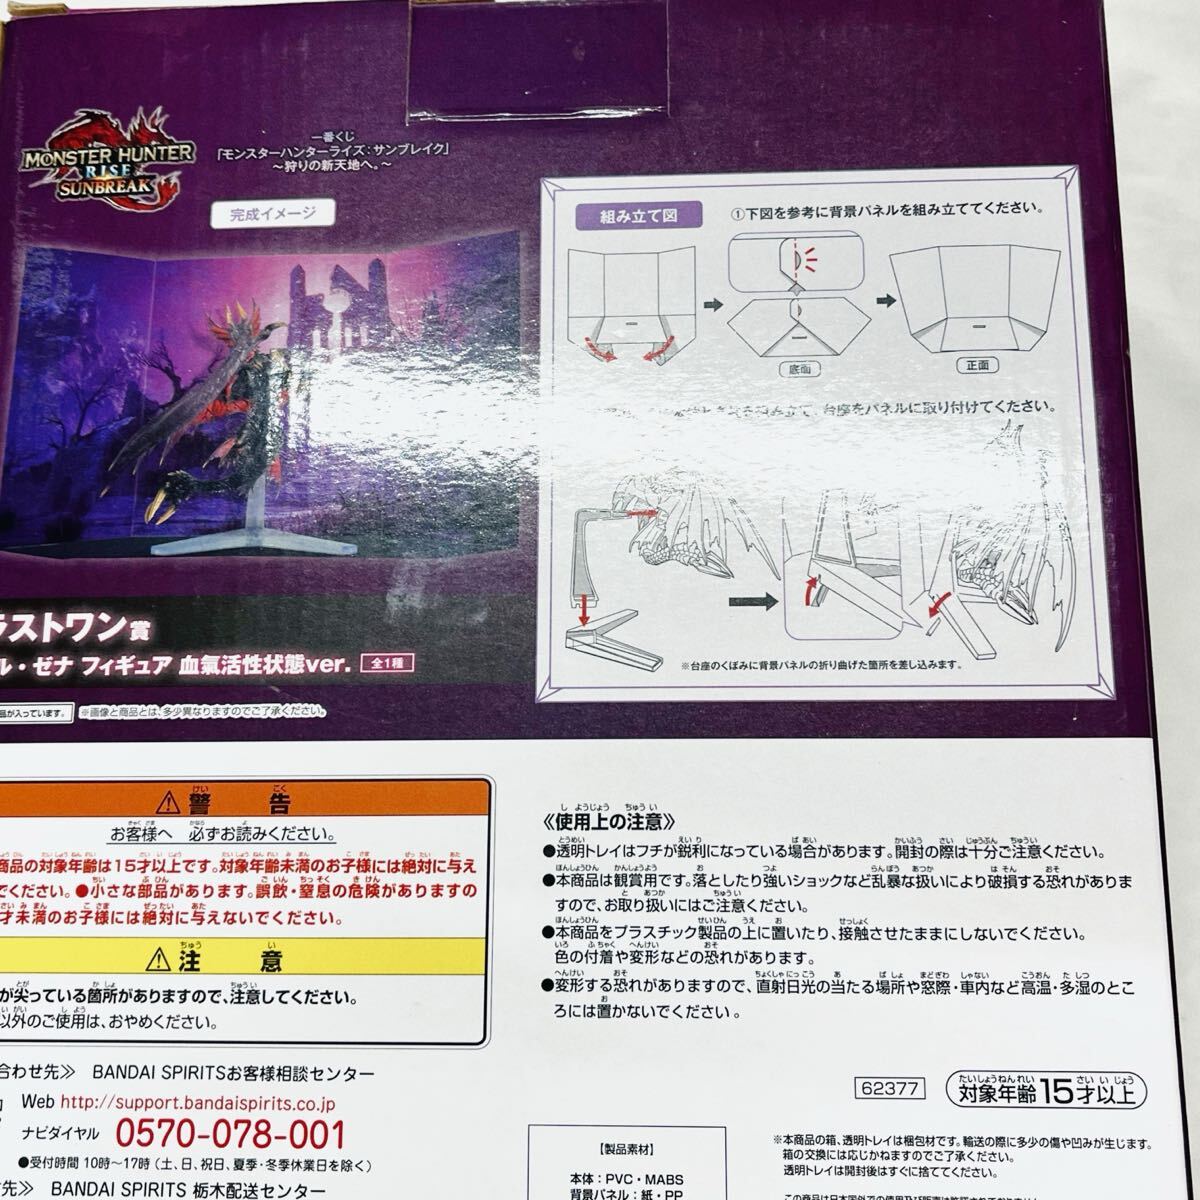 MONSTER HUNTER
RISE
SUNBREAK
一番くじ
「モンスターハンターライズ：サンブレイク」
〜狩りの新天地へ。〜
完成イメージ
ラストワン賞
ル・ゼナ フィギュア 血氣活性状態ver. 全1種
品が入っています。 ※画像と商品とは、多少異なりますのでご了承ください。
組み立て図 ①下図を参考に背景パネルを組み立ててください。
底面
正面
台座をパネルに取り付けてください。
※台座のくぼみに背景パネルの折り曲げた箇所を差し込みます。
⚠警告
お客様へ 必ずお読みください。
商品の対象年齢は15才以上です。対象年齢未満のお子様には絶対に与え
でください。●小さな部品があります。誤飲・窒息の危険がありますの
才未満のお子様には絶対に与えないでください。
⚠注意
が尖っている箇所がありますので、注意してください。
以外のご使用は、おやめください。
合わせ先≫ BANDAI SPIRITSお客様相談センター
Web http://support.bandaispirits.co.jp
ナビダイヤル 0570-078-001
●受付時間 10時〜17時（土、日、祝日、夏季・冬季休業日を除く）
先≫ BANDAI SPIRITS 栃木配送センター
《使用上の注意》
●透明トレイはフチが鋭利になっている場合があります。開封の際は十分ご注意ください。
●本商品は観賞用です。落としたり強いショックなど乱暴な扱いにより破損する恐れがありま
すので、お取り扱いにはご注意ください。
●本商品をプラスチック製品の上に置いたり、接触させたままにしないでください。
色の付着や変形などの恐れがあります。
●変形する恐れがありますので、直射日光の当たる場所や窓際・車内など高温・多湿のとこ
ろには置かないでください。
62377
対象年齢15才以上
【製品素材】
本体：PVC・MABS
背景パネル：紙・PP
※本商品の箱、透明トレイは梱包材です。輸送の際に多少の傷や凹みが生じます。
箱の交換には応じかねますのでご了承ください。
透明トレイは開封後はすぐに捨ててください。